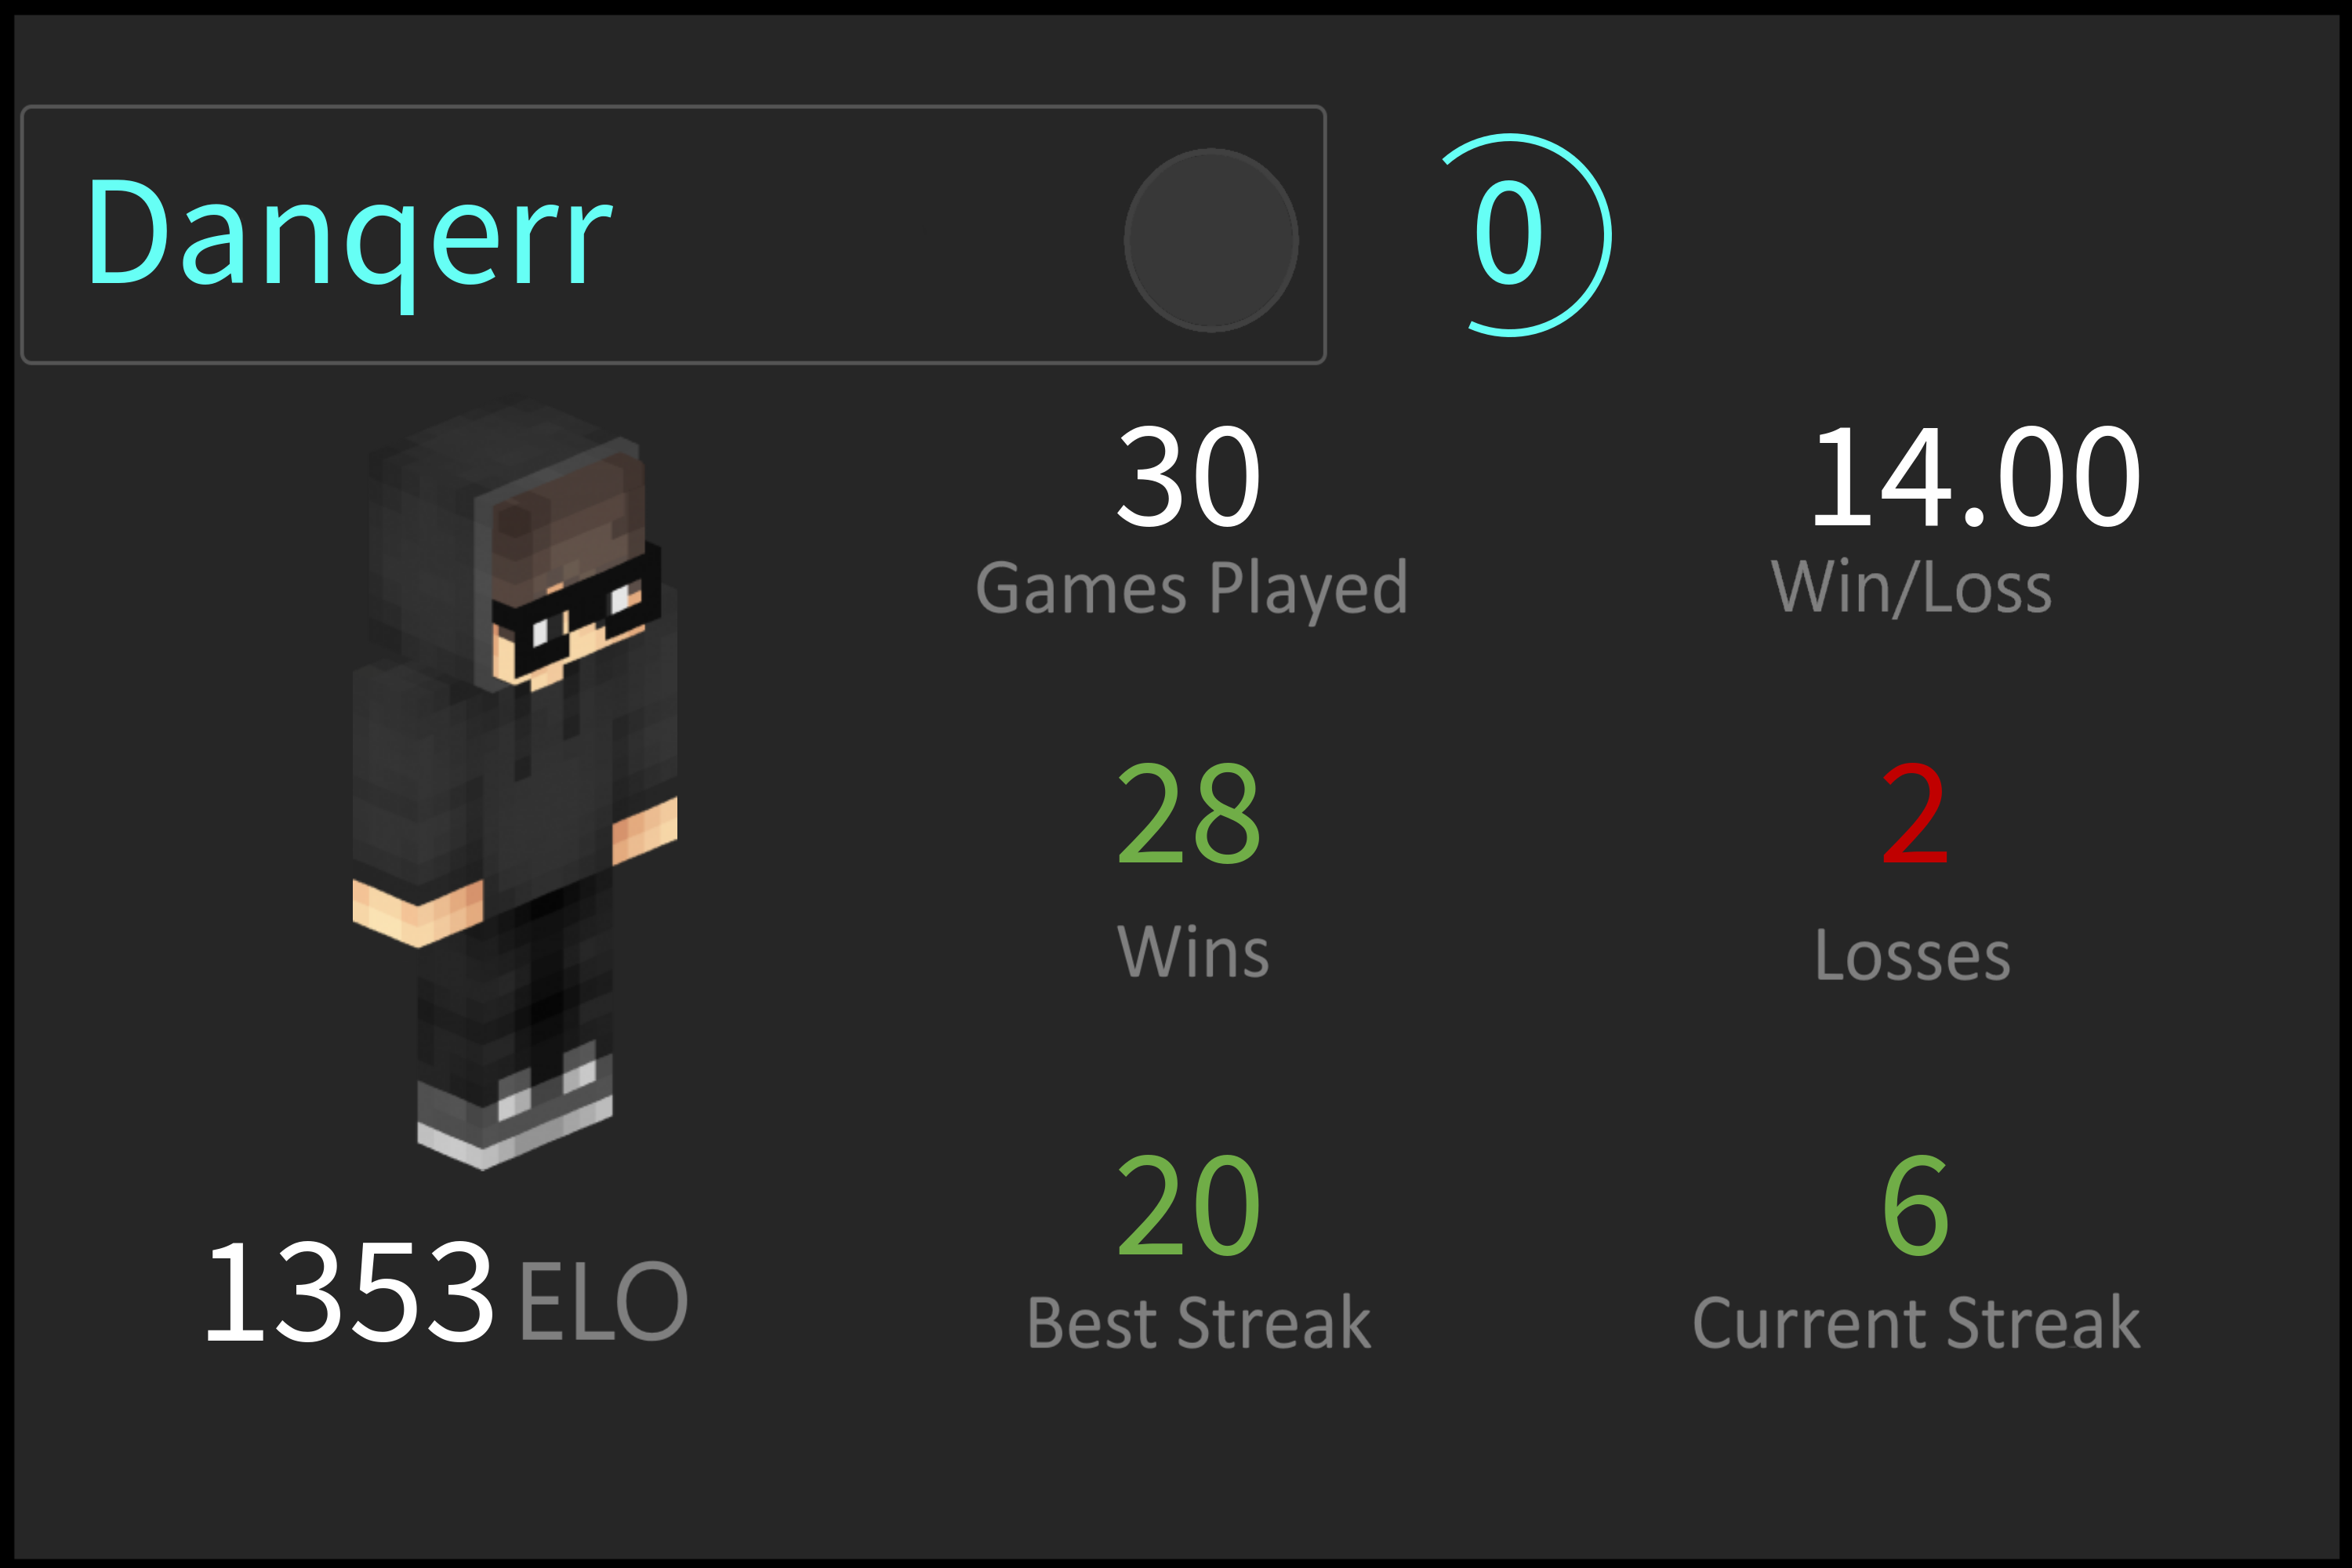 Danqerr
0
30
14.00
Games Played
Win/Loss
28
2
Wins
Losses
20
6
1353 ELO
Best Streak
Current Streak